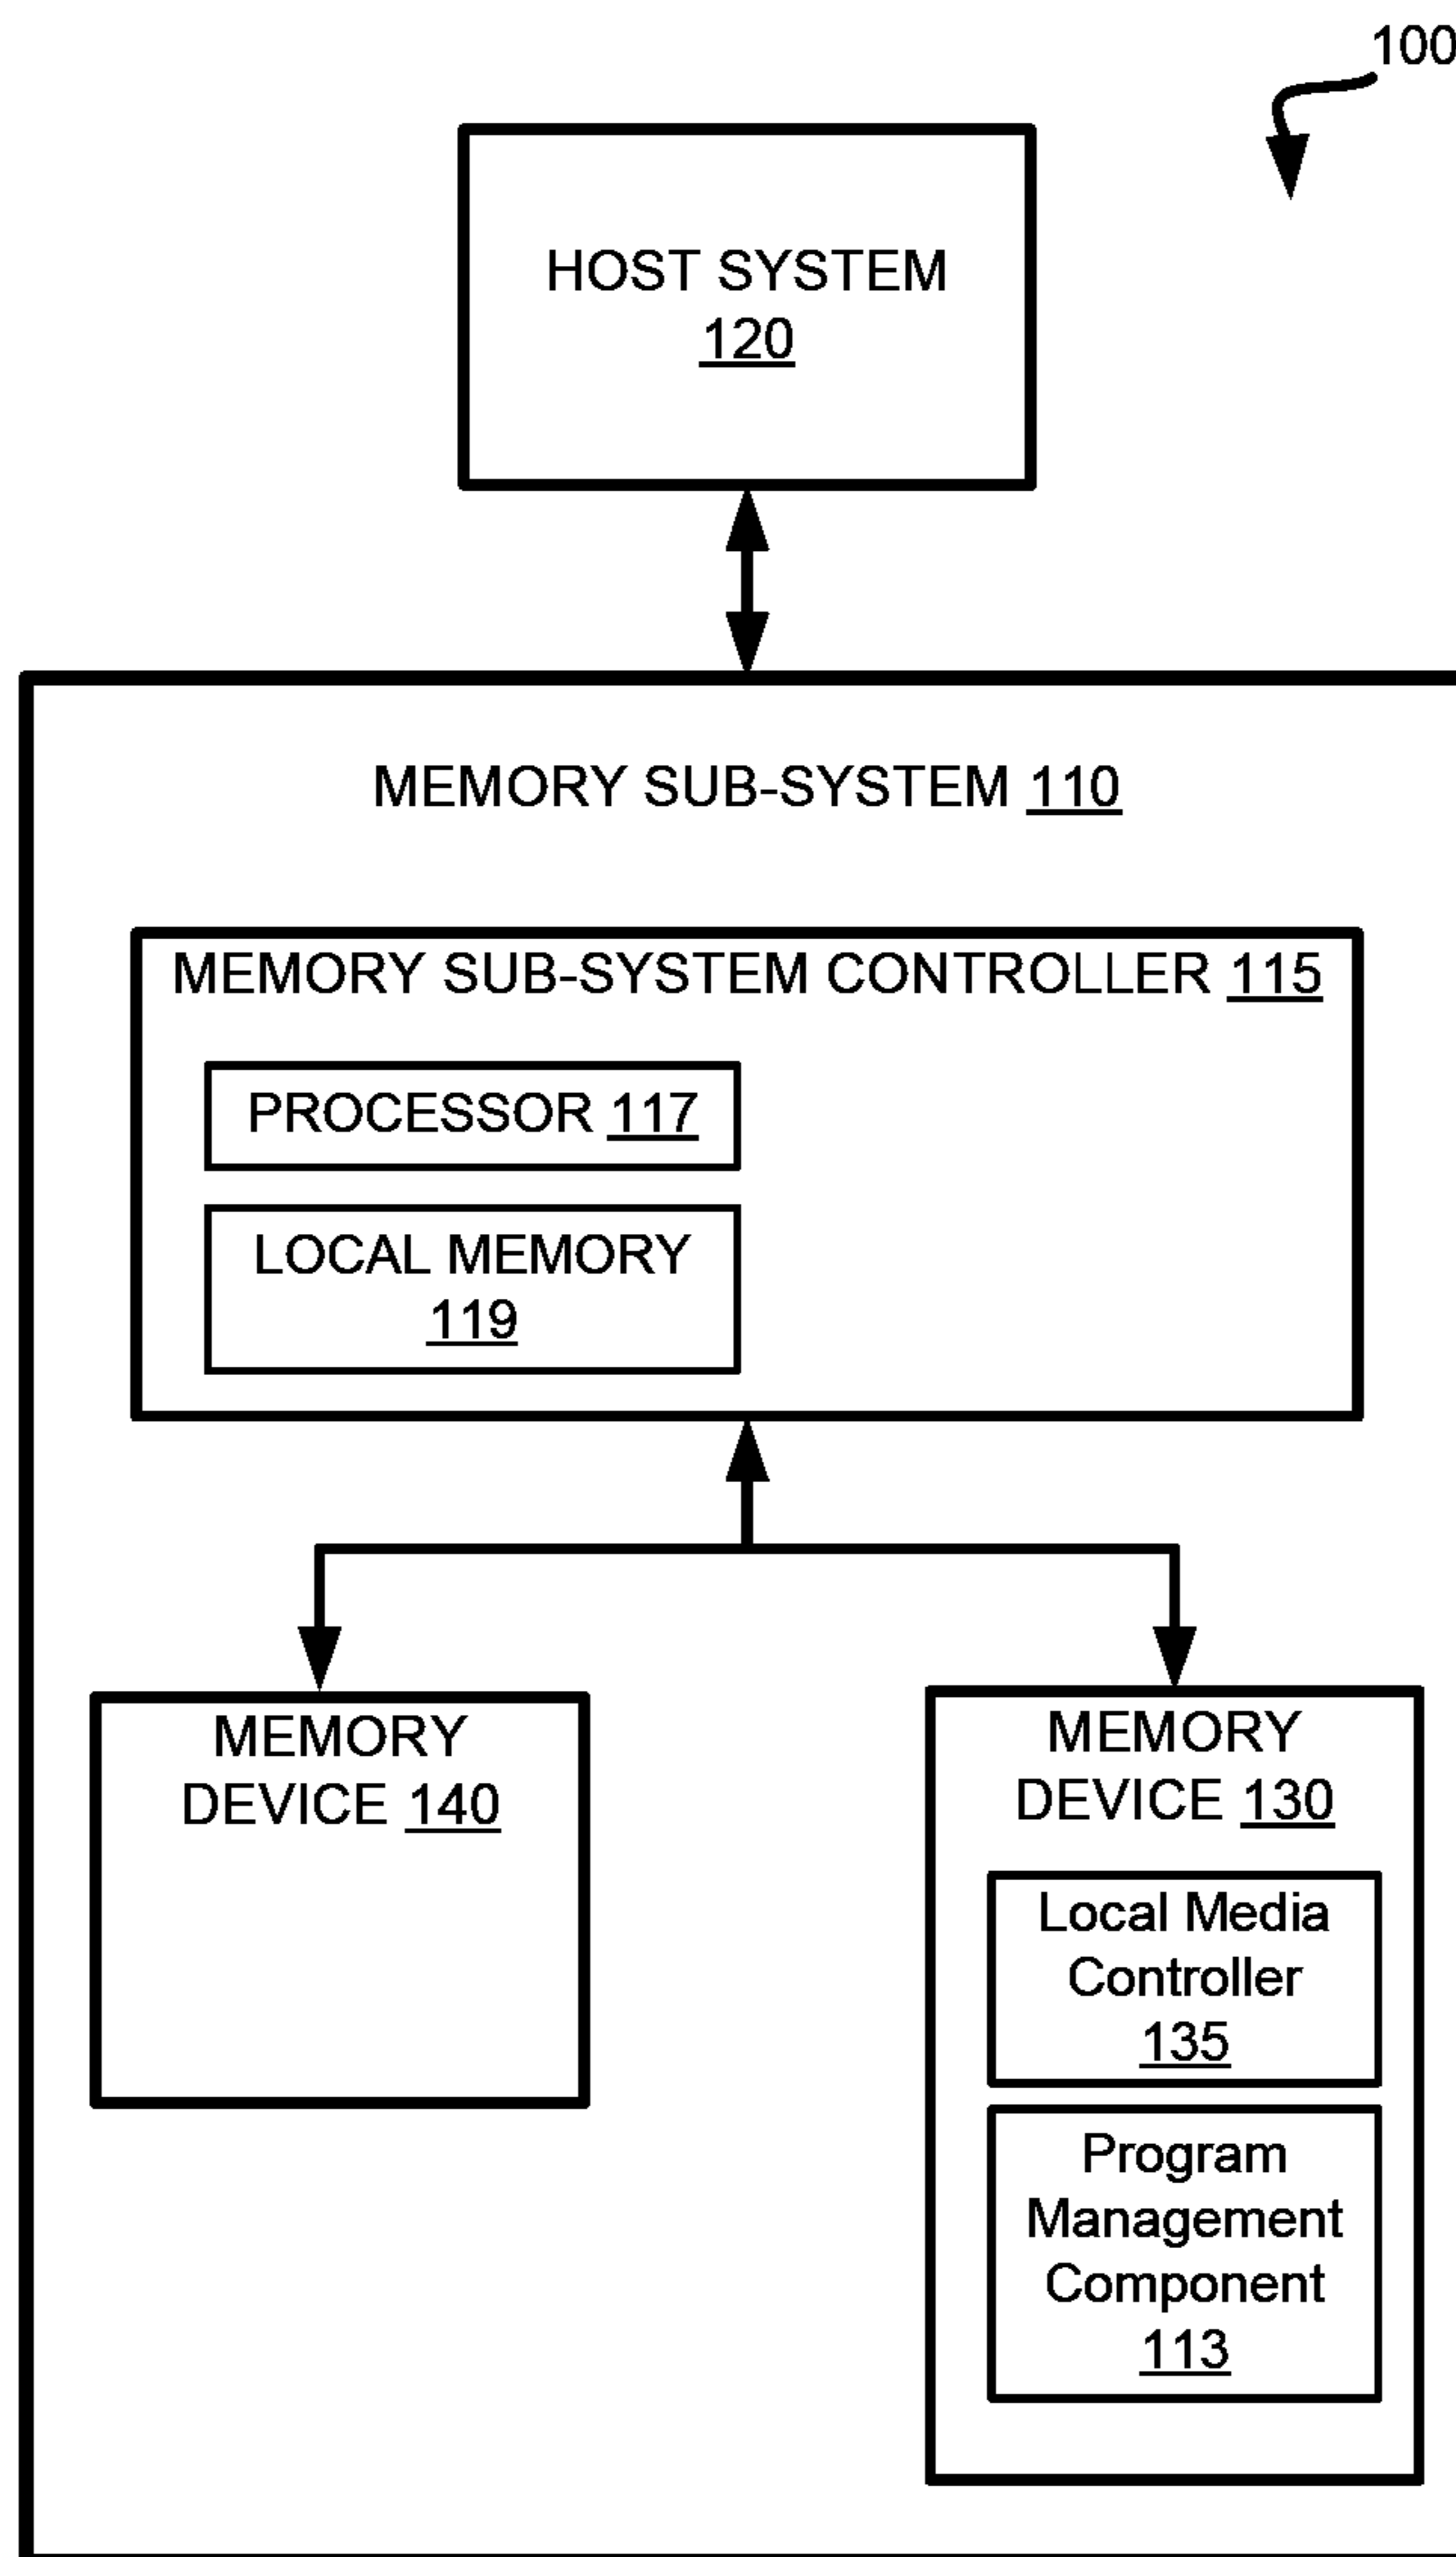 100
HOST SYSTEM
120
MEMORY SUB-SYSTEM 110
MEMORY SUB-SYSTEM CONTROLLER 115
PROCESSOR 117
LOCAL MEMORY
119
MEMORY
DEVICE 140
MEMORY
DEVICE 130
Local Media
Controller
135
Program
Management
Component
113